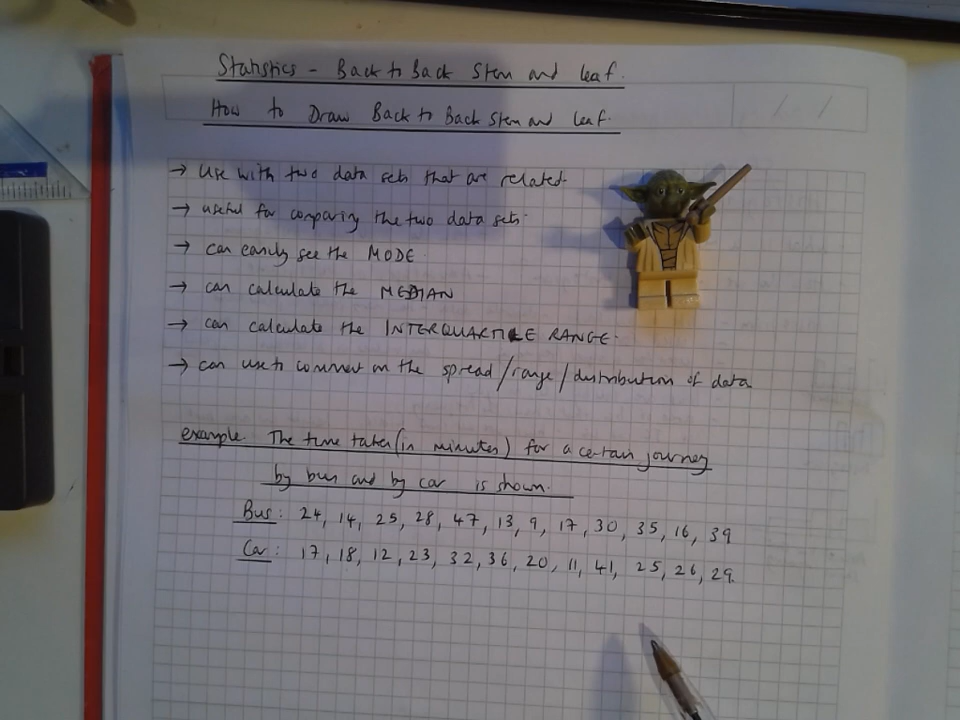 Statistics - Back to Back Stem and Leaf.
How to Draw Back to Back Stem and Leaf.
→ Use with two data sets that are related.
→ useful for comparing the two data sets.
→ can easily see the MODE.
→ can calculate the MEDIAN
→ can calculate the INTERQUARTILE RANGE.
→ can use to comment on the spread/range/distribution of data
example. The time taken (in minutes) for a certain journey
by bus and by car is shown.
Bus: 24, 14, 25, 28, 47, 13, 9, 17, 30, 35, 16, 39
Car: 17, 18, 12, 23, 32, 36, 20, 11, 41, 25, 26, 29.